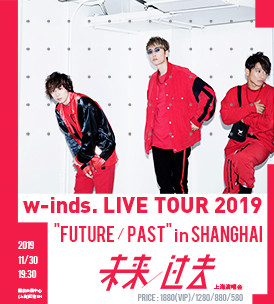 w-inds. LIVE TOUR 2019
"FUTURE / PAST" in SHANGHAI
2019
11/30
19:30
未来/过去
上海演唱会
PRICE : 1880(VIP)/1280/880/580